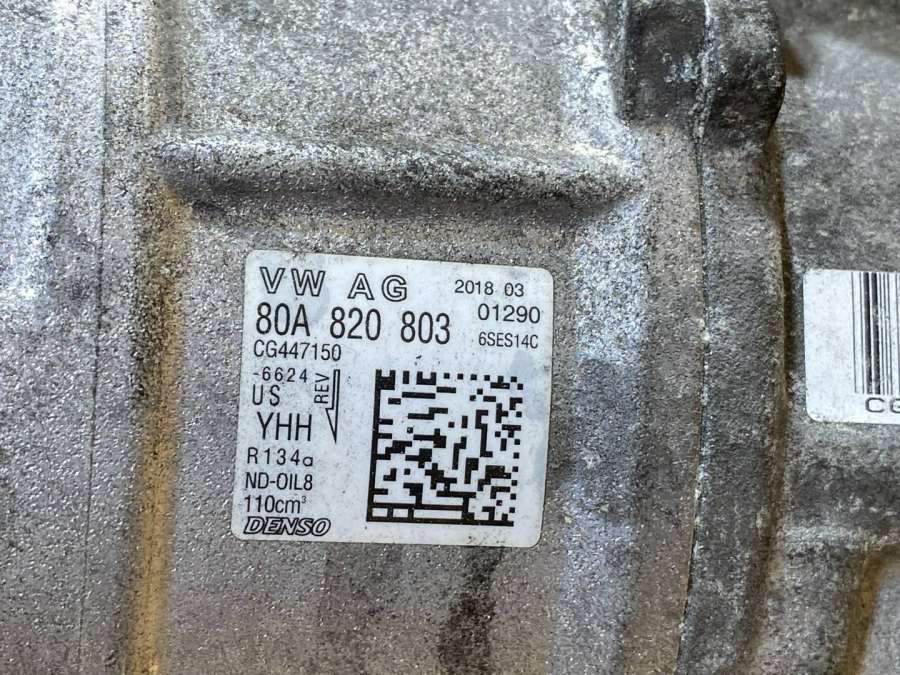 VW AG
2018 03
80A 820 803
01290
CG447150
6SES14C
-6624
REV
US
YHH
R134a
ND-OIL8
110cm³
DENSO
CG